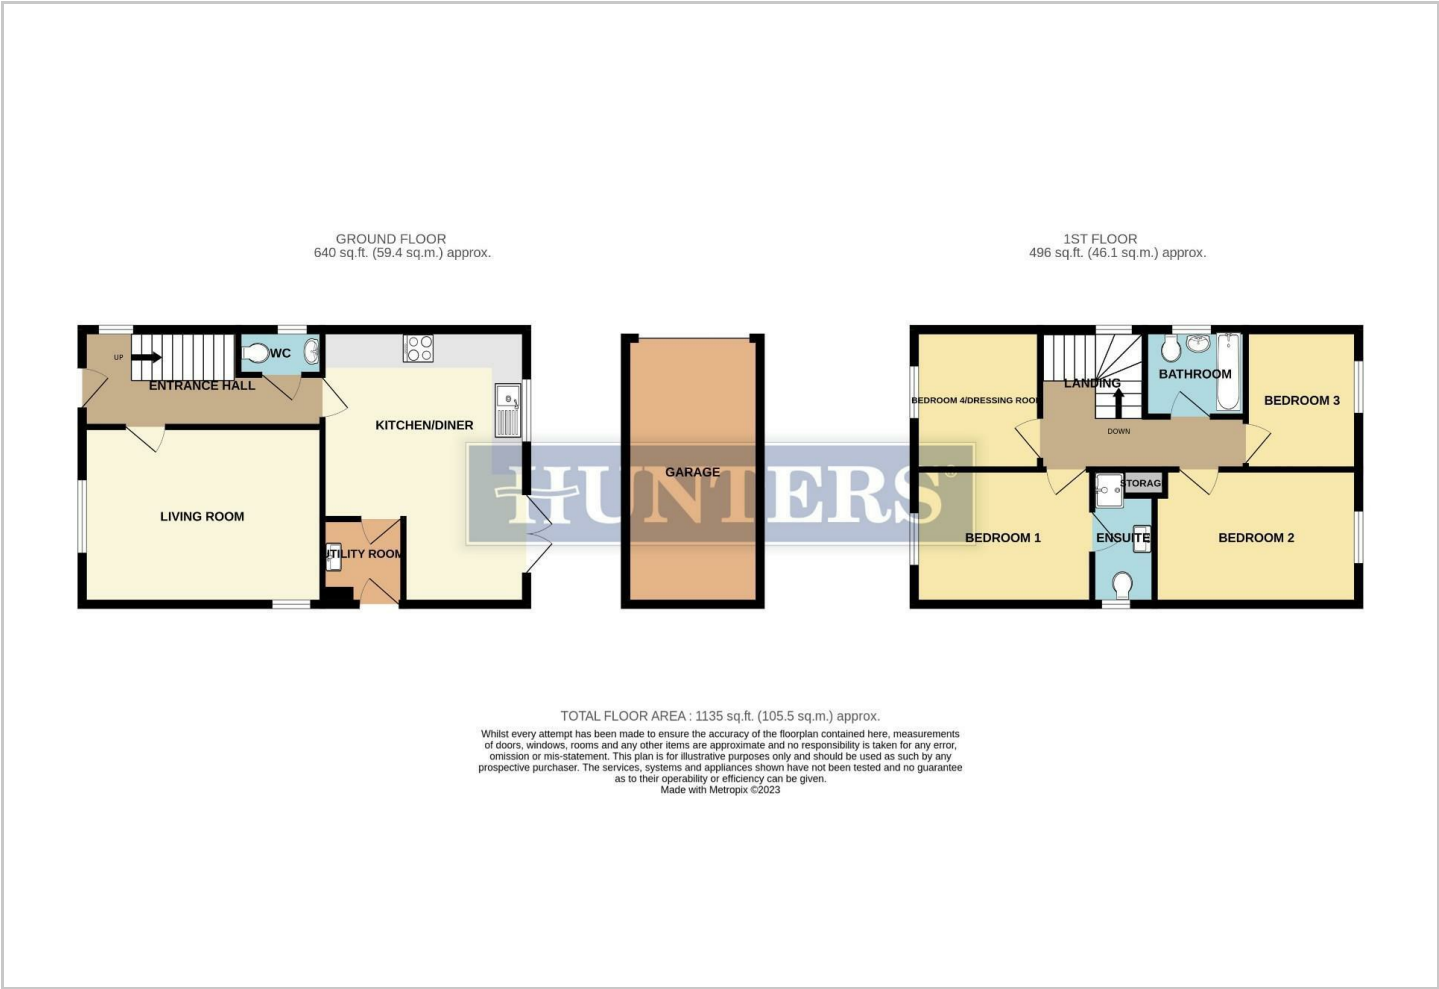 GROUND FLOOR
640 sq.ft. (59.4 sq.m.) approx.
1ST FLOOR
496 sq.ft. (46.1 sq.m.) approx.
UP
WC
ENTRANCE HALL
KITCHEN/DINER
LIVING ROOM
UTILITY ROOM
GARAGE
HUNTERS®
BEDROOM 4/DRESSING ROOM
LANDING
DOWN
BATHROOM
BEDROOM 3
STORAGE
BEDROOM 1
ENSUITE
BEDROOM 2
TOTAL FLOOR AREA : 1135 sq.ft. (105.5 sq.m.) approx.
Whilst every attempt has been made to ensure the accuracy of the floorplan contained here, measurements
of doors, windows, rooms and any other items are approximate and no responsibility is taken for any error,
omission or mis-statement. This plan is for illustrative purposes only and should be used as such by any
prospective purchaser. The services, systems and appliances shown have not been tested and no guarantee
as to their operability or efficiency can be given.
Made with Metropix ©2023